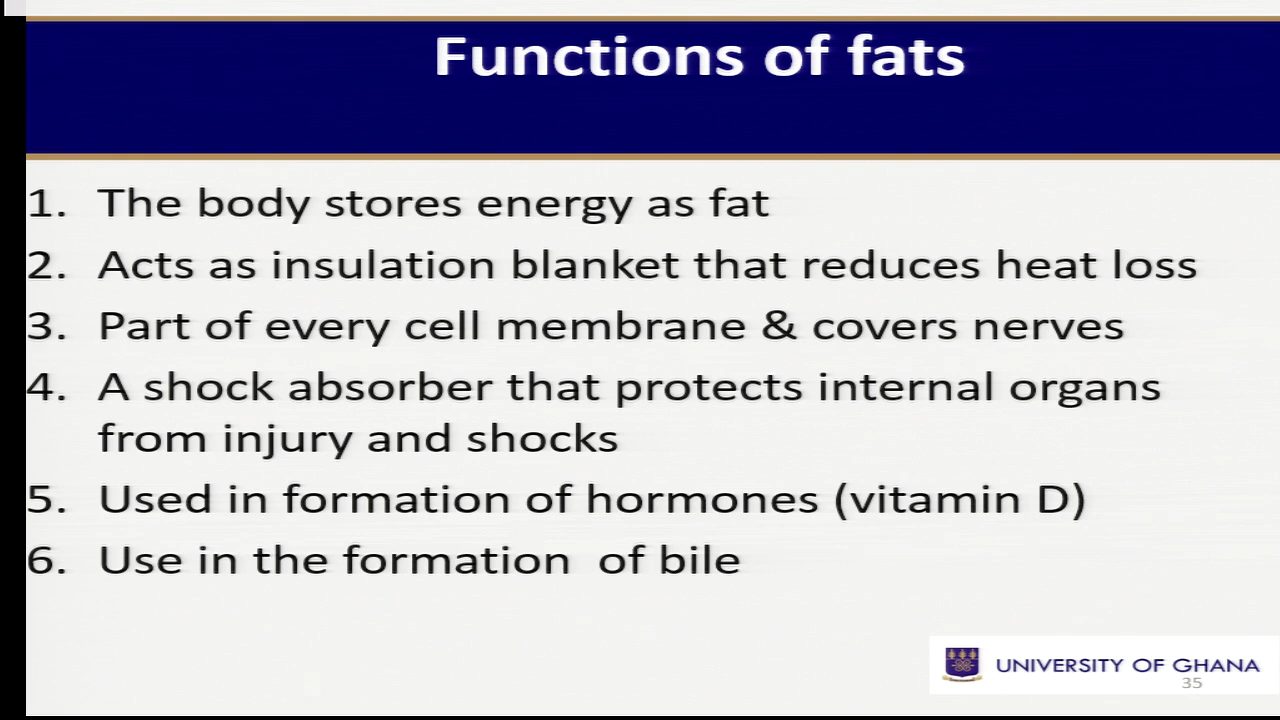 Functions of fats
1. The body stores energy as fat
2. Acts as insulation blanket that reduces heat loss
3. Part of every cell membrane & covers nerves
4. A shock absorber that protects internal organs
from injury and shocks
5. Used in formation of hormones (vitamin D)
6. Use in the formation of bile
UNIVERSITY OF GHANA
35